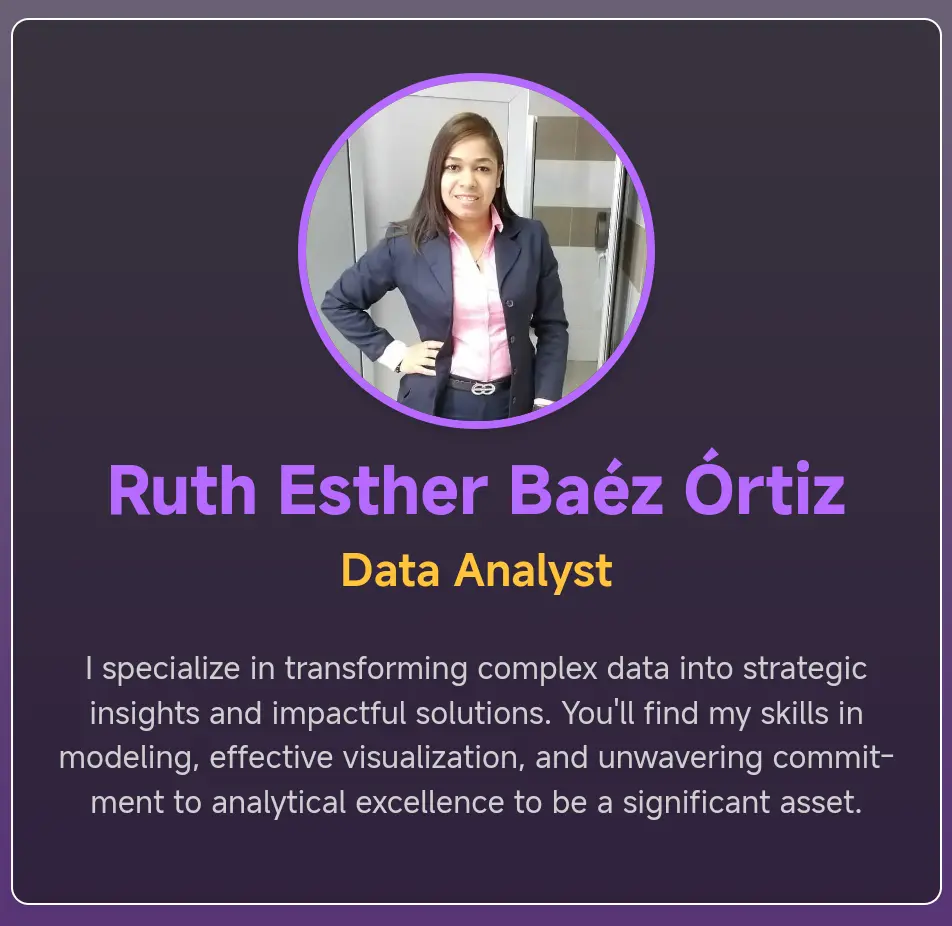 Ruth Esther Baéz Órtiz
Data Analyst
I specialize in transforming complex data into strategic
insights and impactful solutions. You'll find my skills in
modeling, effective visualization, and unwavering commit-
ment to analytical excellence to be a significant asset.